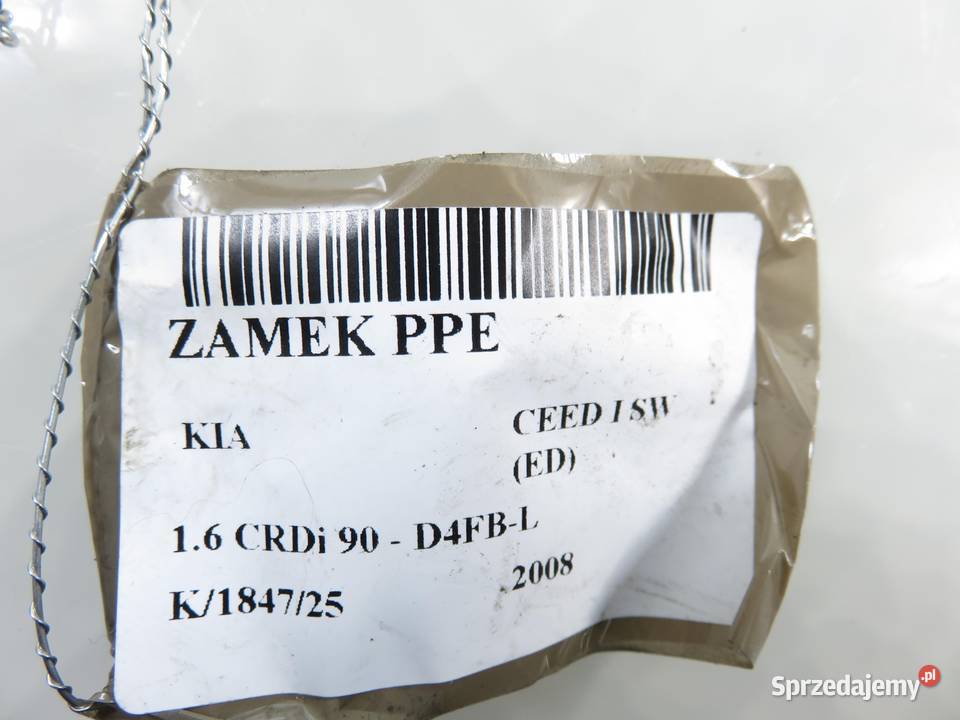 ZAMEK PPE
KIA
CEED I SW
(ED)
1.6 CRDi 90 - D4FB-L
K/1847/25
2008
Sprzedajemy.pl